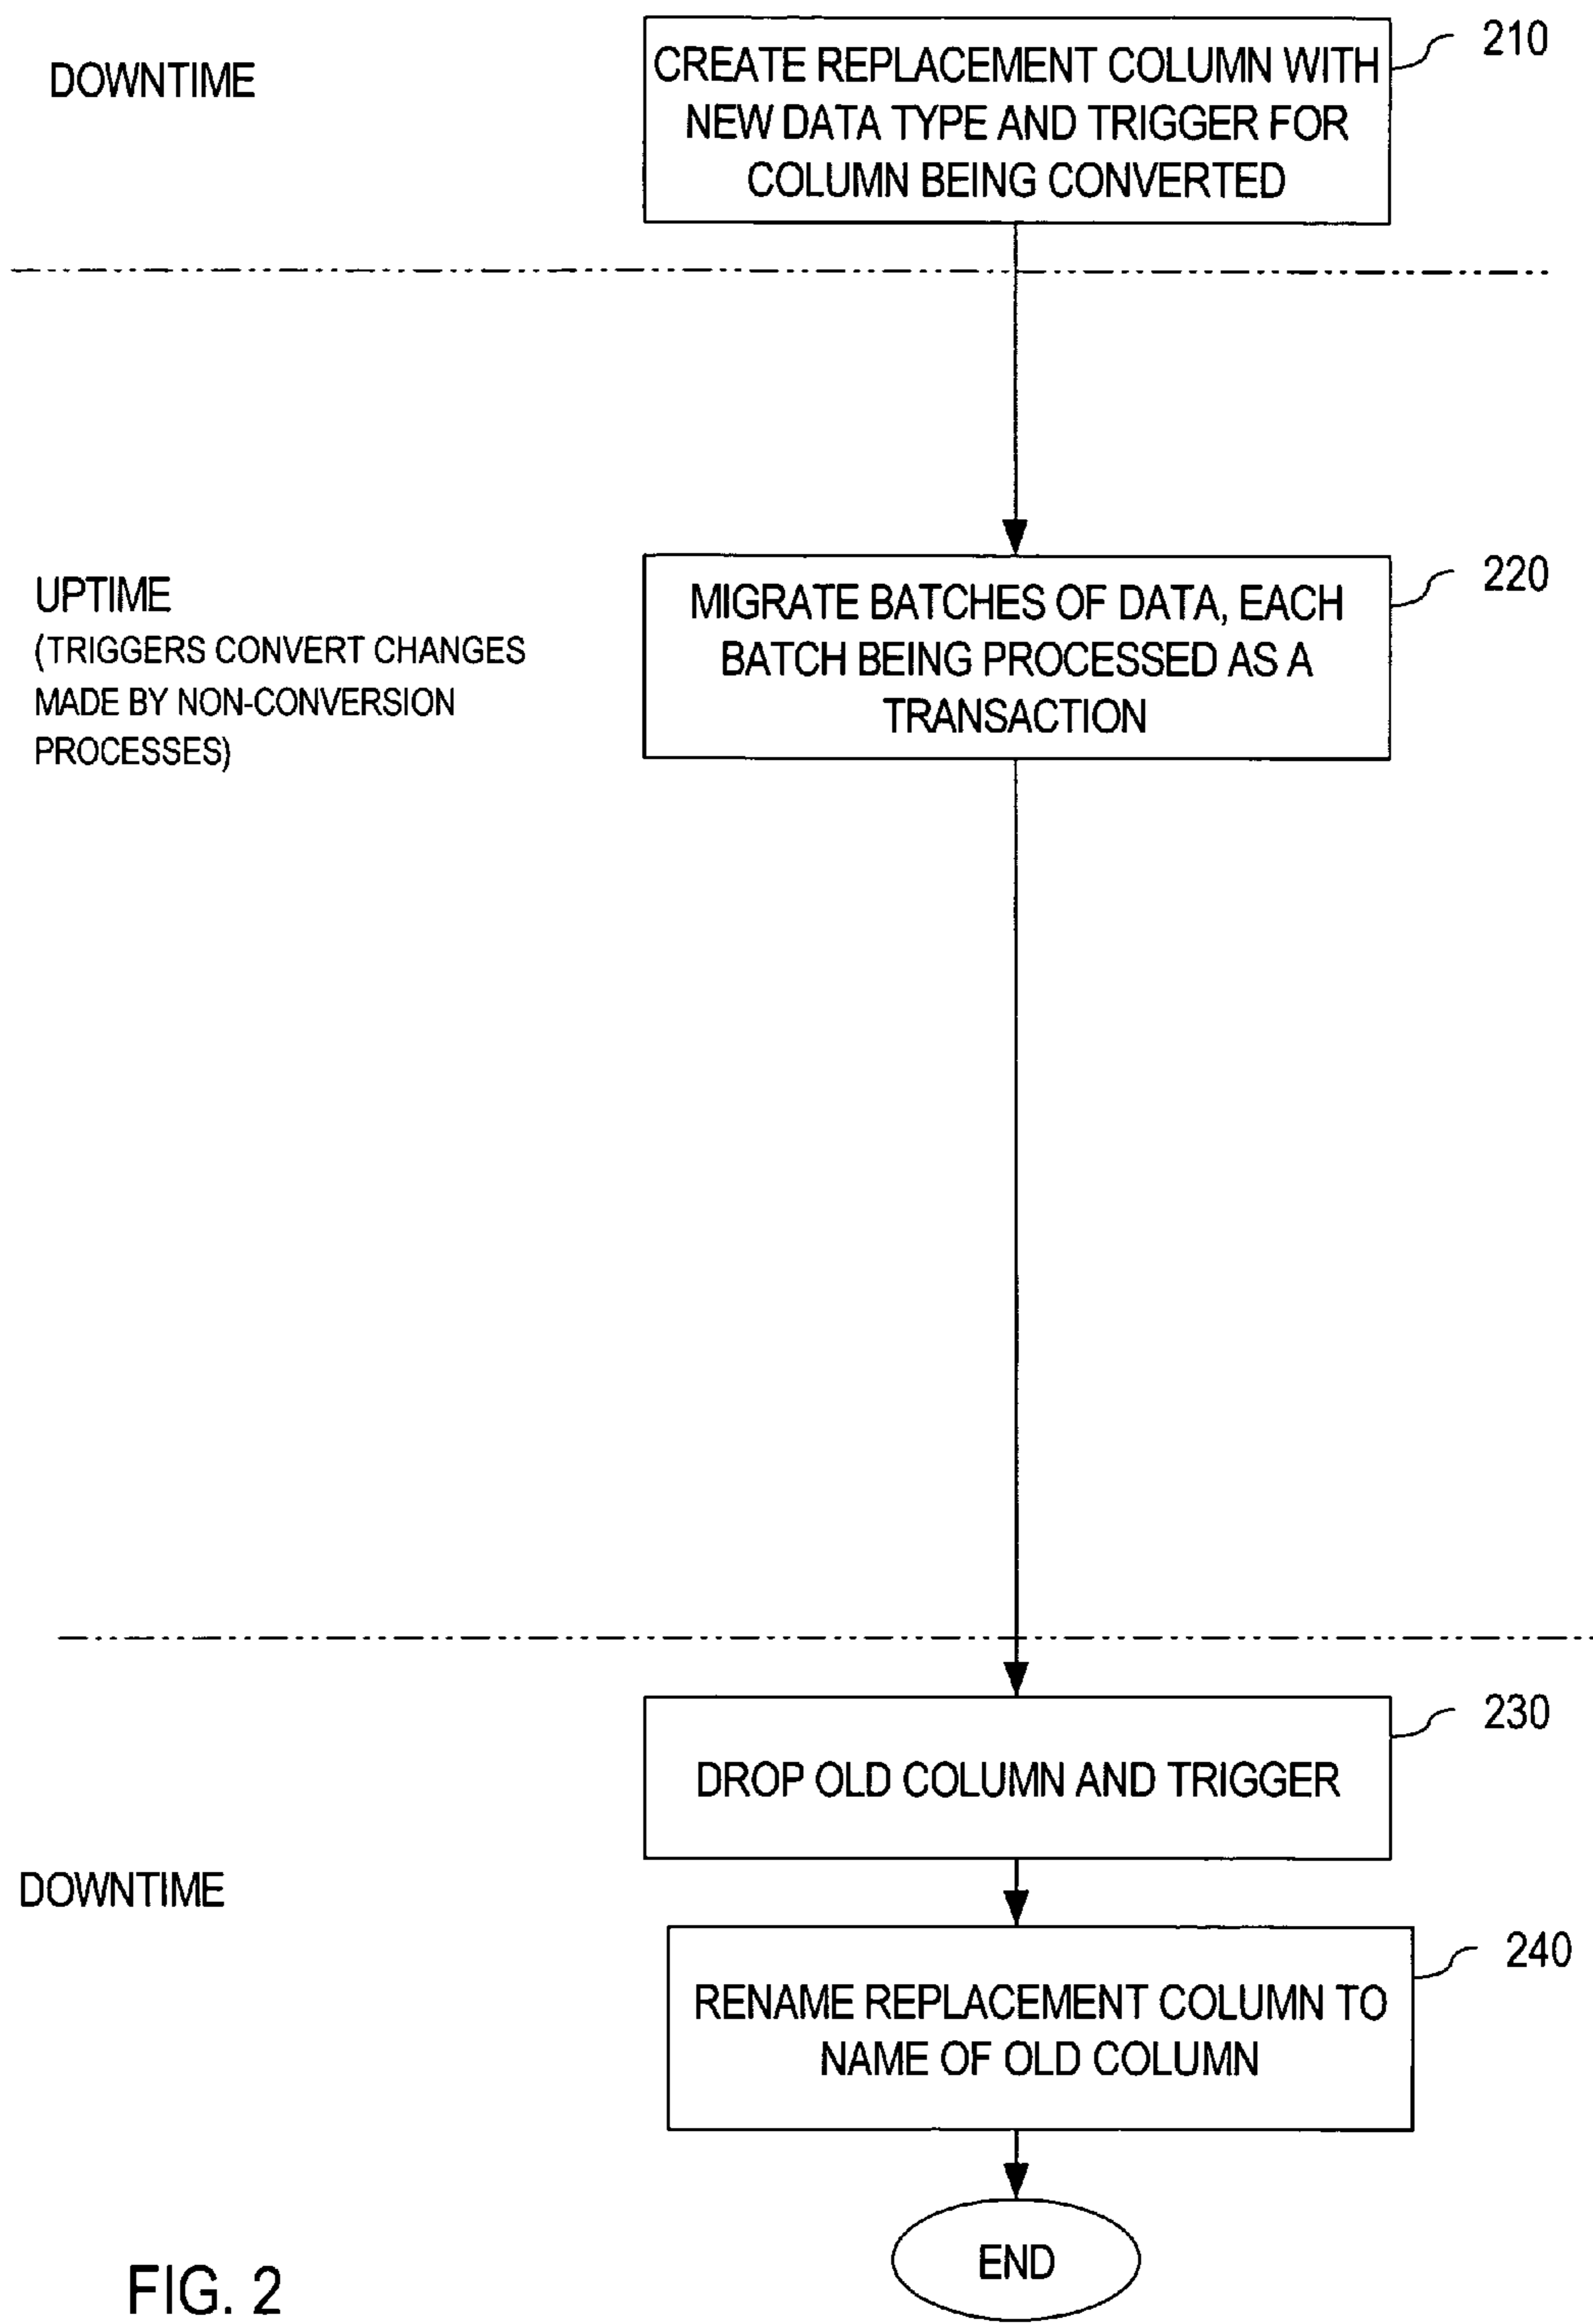 DOWNTIME
CREATE REPLACEMENT COLUMN WITH
NEW DATA TYPE AND TRIGGER FOR
COLUMN BEING CONVERTED
210
UPTIME
(TRIGGERS CONVERT CHANGES
MADE BY NON-CONVERSION
PROCESSES)
MIGRATE BATCHES OF DATA, EACH
BATCH BEING PROCESSED AS A
TRANSACTION
220
DROP OLD COLUMN AND TRIGGER
230
DOWNTIME
RENAME REPLACEMENT COLUMN TO
NAME OF OLD COLUMN
240
END
FIG. 2